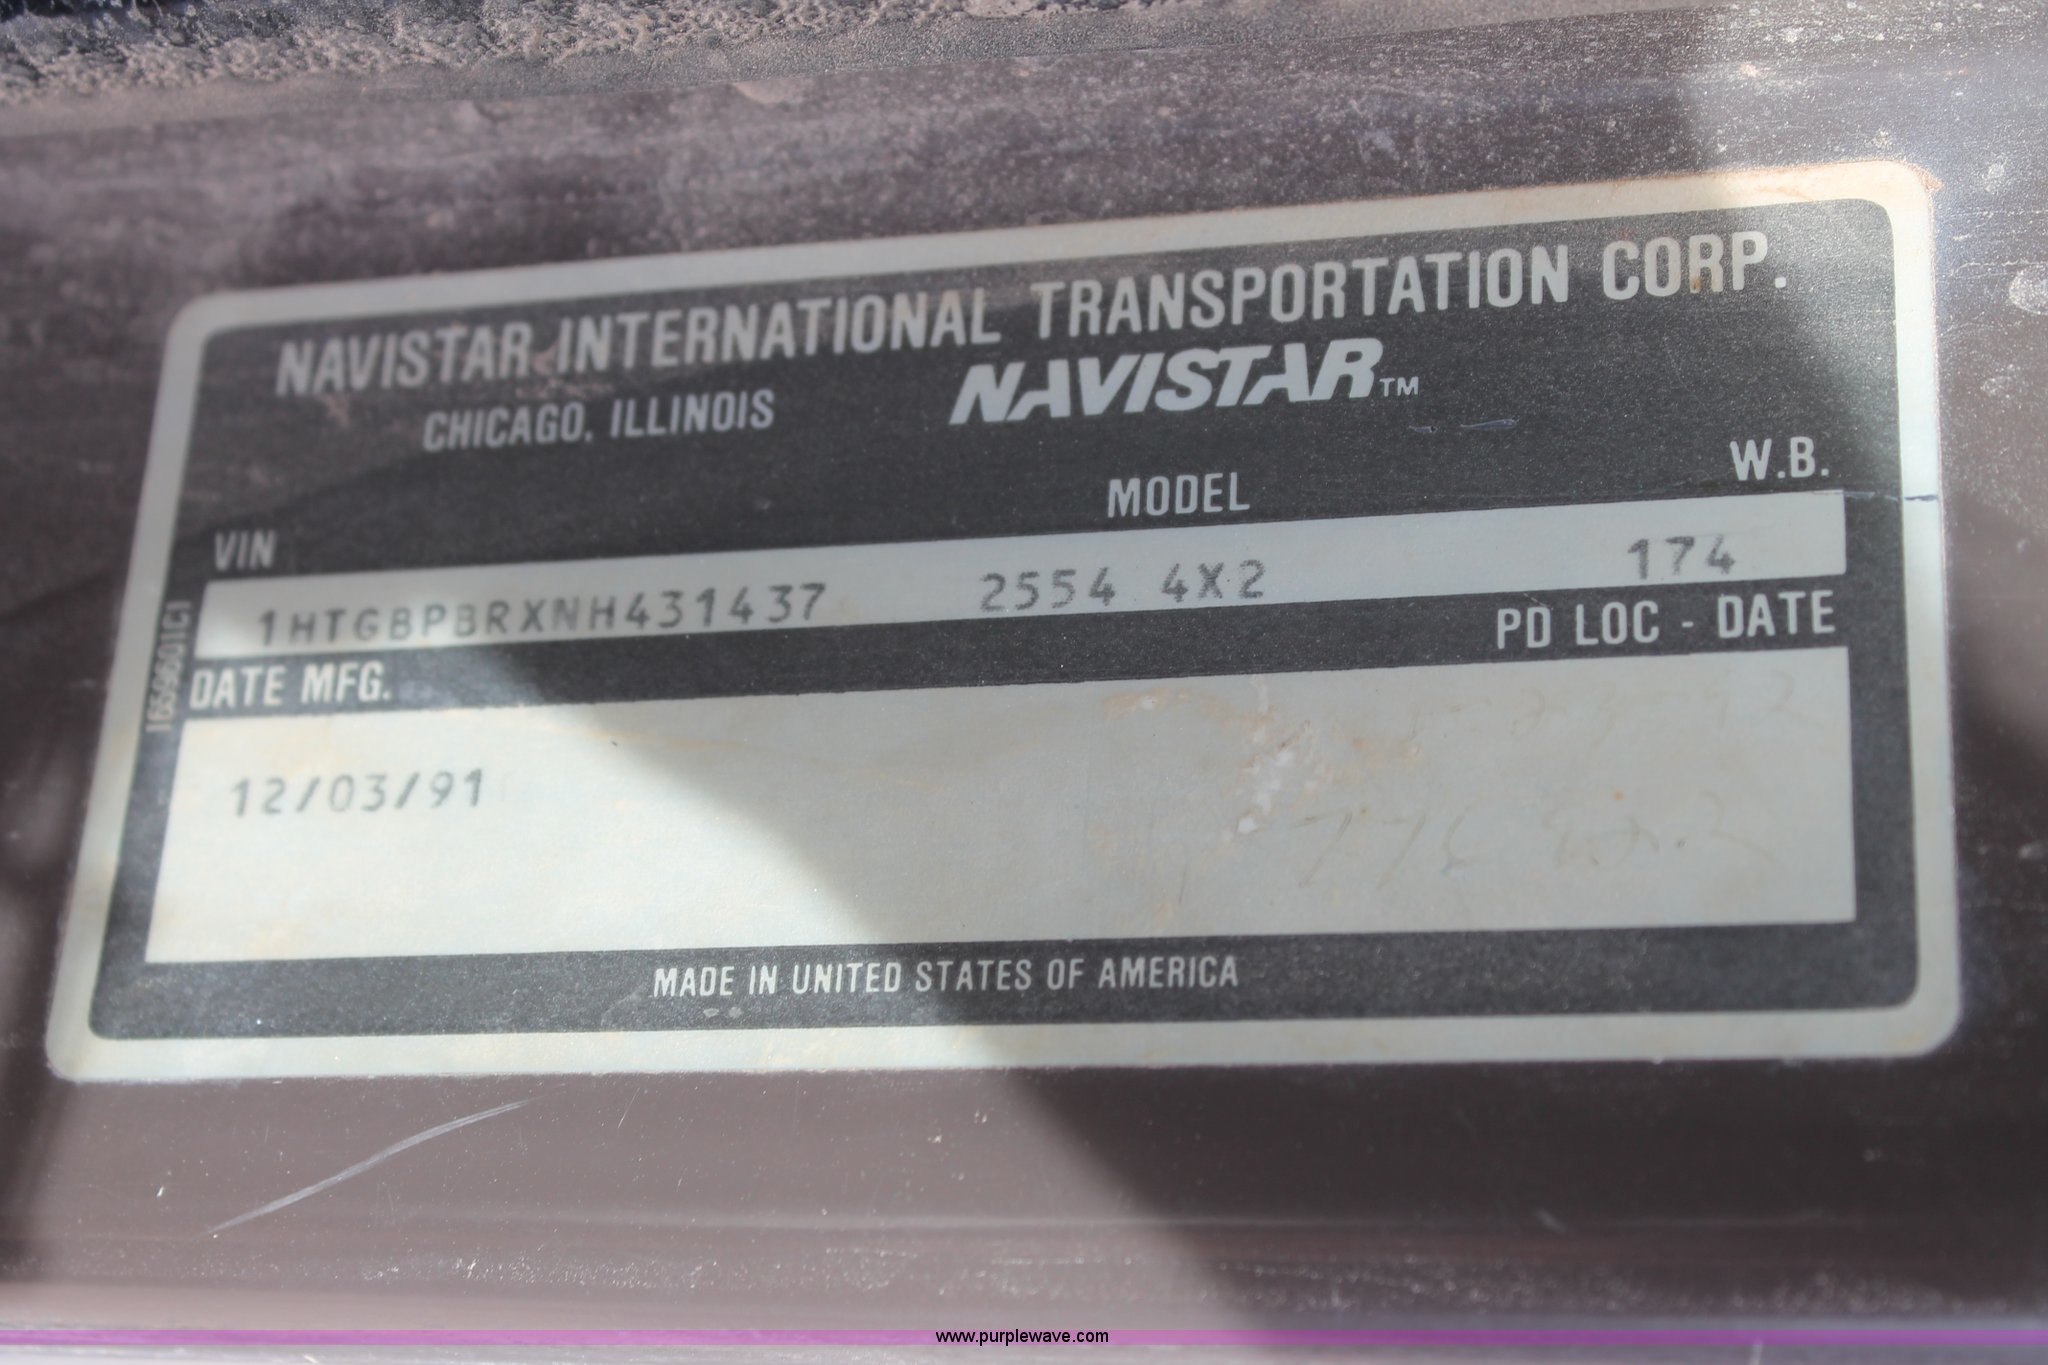 NAVISTAR INTERNATIONAL TRANSPORTATION CORP.
CHICAGO, ILLINOIS NAVISTAR™
VIN MODEL W.B.
1HTGBPBRXNH431437 2554 4X2 174
DATE MFG. PD LOC - DATE
12/03/91
1659601C1
MADE IN UNITED STATES OF AMERICA
www.purplewave.com